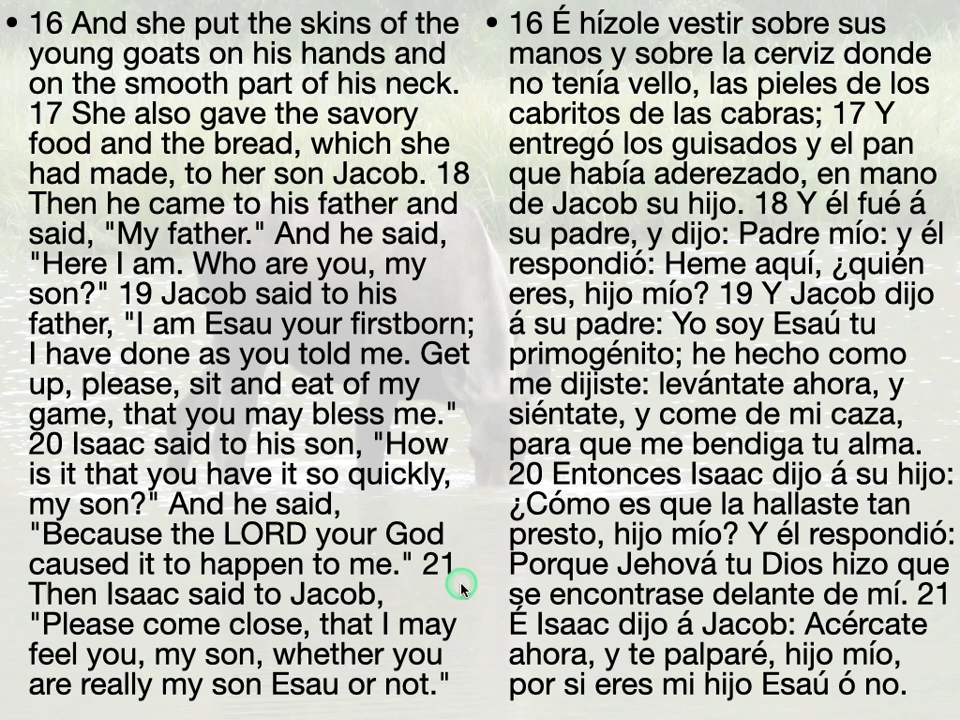 • 16 And she put the skins of the
young goats on his hands and
on the smooth part of his neck.
17 She also gave the savory
food and the bread, which she
had made, to her son Jacob. 18
Then he came to his father and
said, "My father." And he said,
"Here I am. Who are you, my
son?" 19 Jacob said to his
father, "I am Esau your firstborn;
I have done as you told me. Get
up, please, sit and eat of my
game, that you may bless me."
20 Isaac said to his son, "How
is it that you have it so quickly,
my son?" And he said,
"Because the LORD your God
caused it to happen to me." 21
Then Isaac said to Jacob,
"Please come close, that I may
feel you, my son, whether you
are really my son Esau or not."
• 16 É hízole vestir sobre sus
manos y sobre la cerviz donde
no tenía vello, las pieles de los
cabritos de las cabras; 17 Y
entregó los guisados y el pan
que había aderezado, en mano
de Jacob su hijo. 18 Y él fué á
su padre, y dijo: Padre mío: y él
respondió: Heme aquí, ¿quién
eres, hijo mío? 19 Y Jacob dijo
á su padre: Yo soy Esaú tu
primogénito; he hecho como
me dijiste: levántate ahora, y
siéntate, y come de mi caza,
para que me bendiga tu alma.
20 Entonces Isaac dijo á su hijo:
¿Cómo es que la hallaste tan
presto, hijo mío? Y él respondió:
Porque Jehová tu Dios hizo que
se encontrase delante de mí. 21
É Isaac dijo á Jacob: Acércate
ahora, y te palparé, hijo mío,
por si eres mi hijo Esaú ó no.